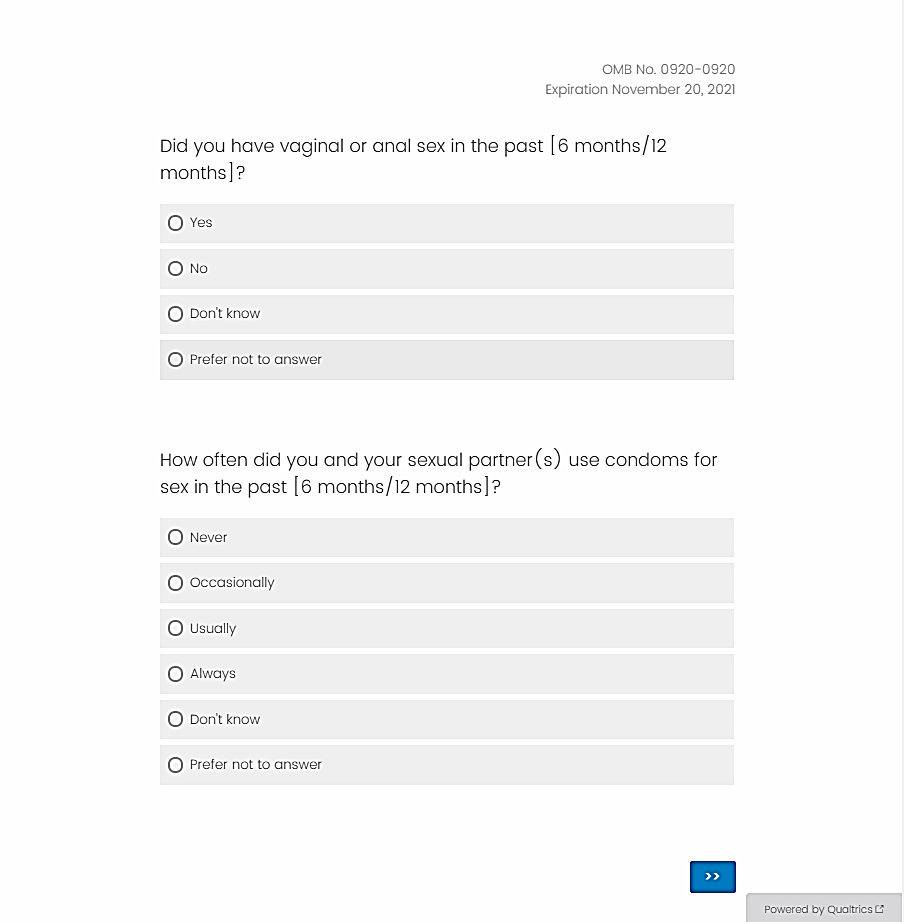 OMB No. 0920-0920
Expiration November 20, 2021
Did you have vaginal or anal sex in the past [6 months/12
months]?
Yes
No
Don't know
Prefer not to answer
How often did you and your sexual partner(s) use condoms for
sex in the past [6 months/12 months]?
Never
Occasionally
Usually
Always
Don't know
Prefer not to answer
>>
Powered by Qualtrics